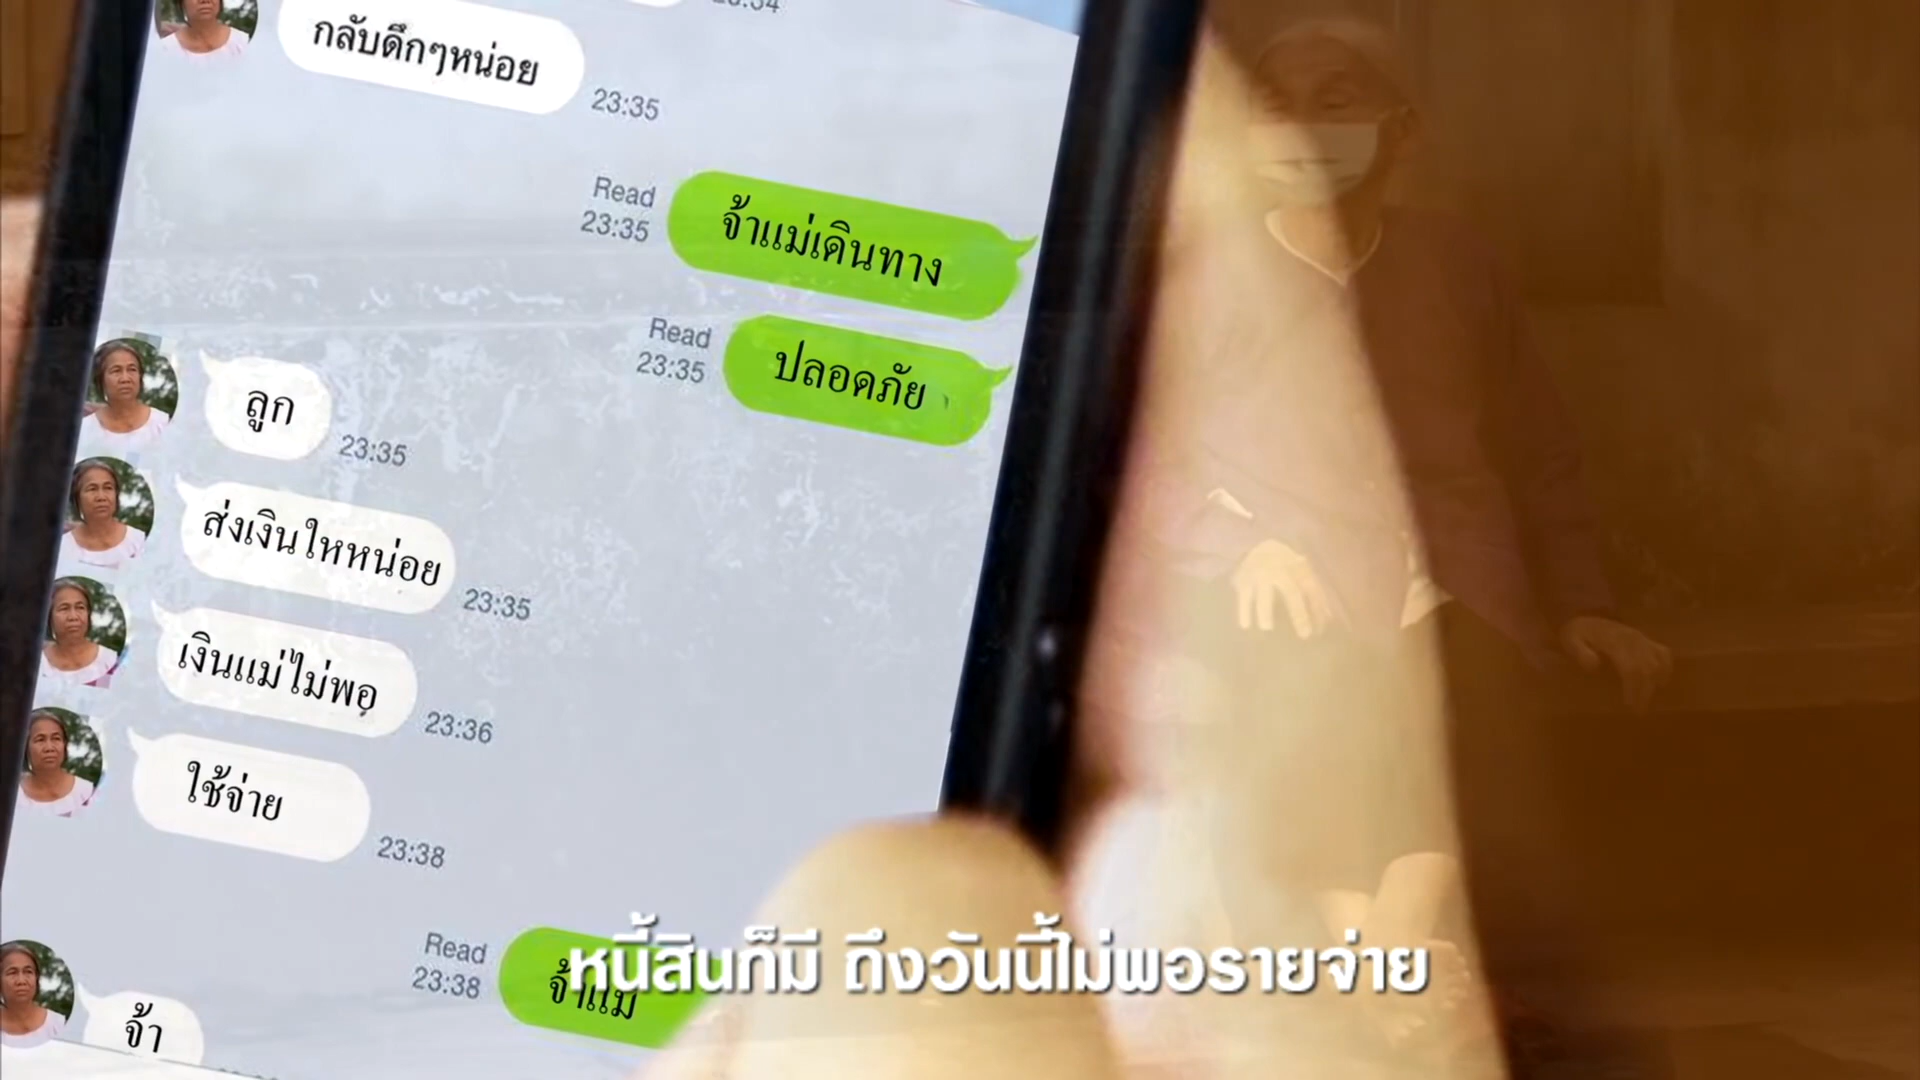 กลับดึกๆหน่อย
23:35
Read
23:35
จ้าแม่เดินทาง
Read
23:35
ปลอดภัย
ลูก
23:35
ส่งเงินใหหน่อย
23:35
เงินแม่ไม่พอ
23:36
ใช้จ่าย
23:38
Read
23:38
จ้าแม่
จ้า
หนี้สินก็มี ถึงวันนี้ไม่พอรายจ่าย